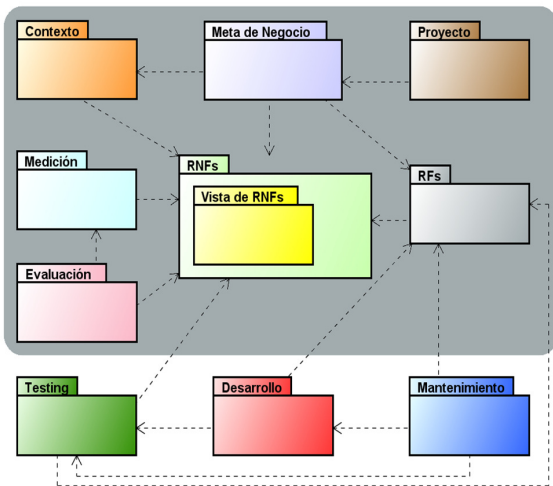 Contexto
Meta de Negocio
Proyecto
Medición
RNFs
RFs
Vista de RNFs
Evaluación
Testing
Desarrollo
Mantenimiento